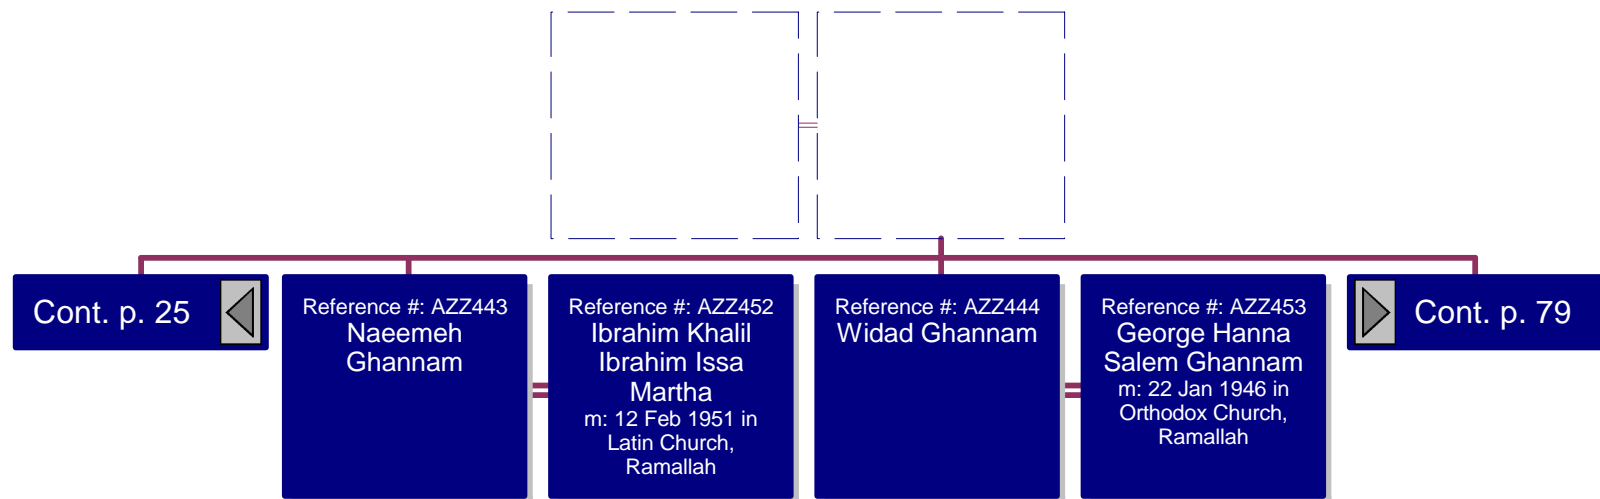 Cont. p. 25
Reference #: AZZ443
Naeemeh
Ghannam
Reference #: AZZ452
Ibrahim Khalil
Ibrahim Issa
Martha
m: 12 Feb 1951 in
Latin Church,
Ramallah
Reference #: AZZ444
Widad Ghannam
Reference #: AZZ453
George Hanna
Salem Ghannam
m: 22 Jan 1946 in
Orthodox Church,
Ramallah
Cont. p. 79